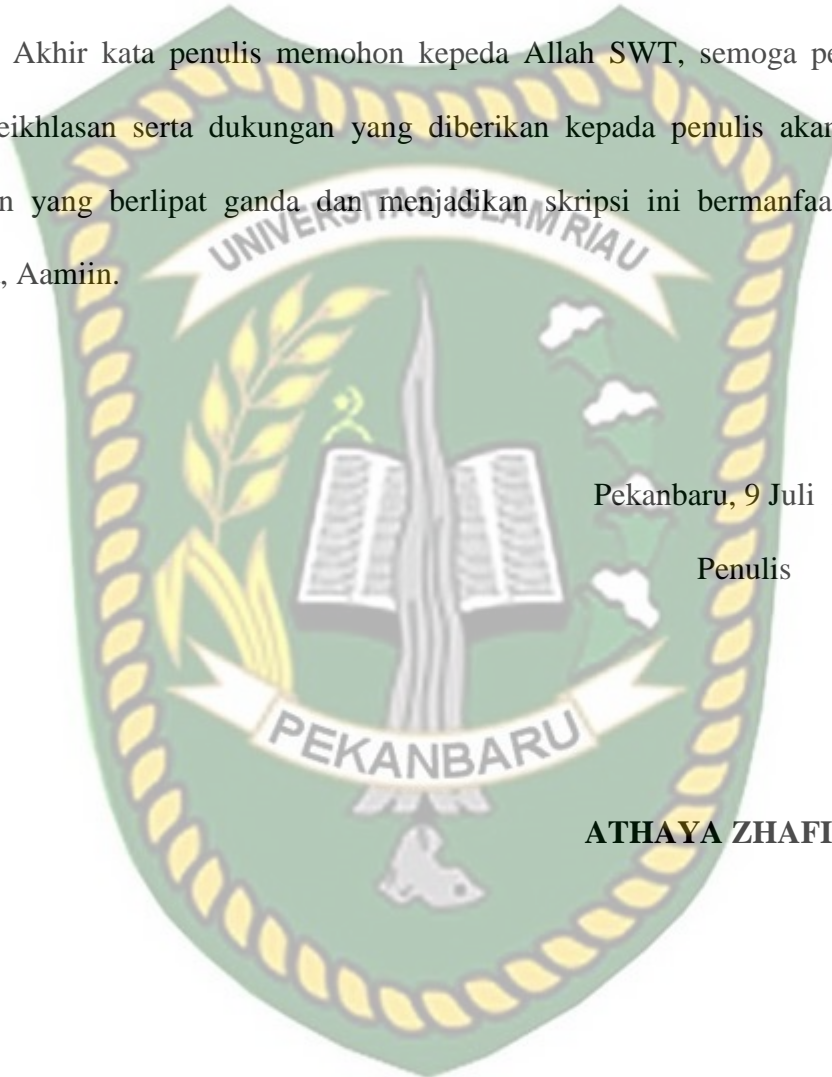 Akhir kata penulis memohon kepeda Allah SWT, semoga
eikhlasan serta dukungan yang diberikan kepada penulis akan
yang berlipat ganda dan menjadikan skripsi ini bermanfaa
, Aamiin.
UNIVERSITAS ISLAM RIAU
Pekanbaru, 9 Juli
Penulis
PEKANBARU
ATHAYA ZHAFI